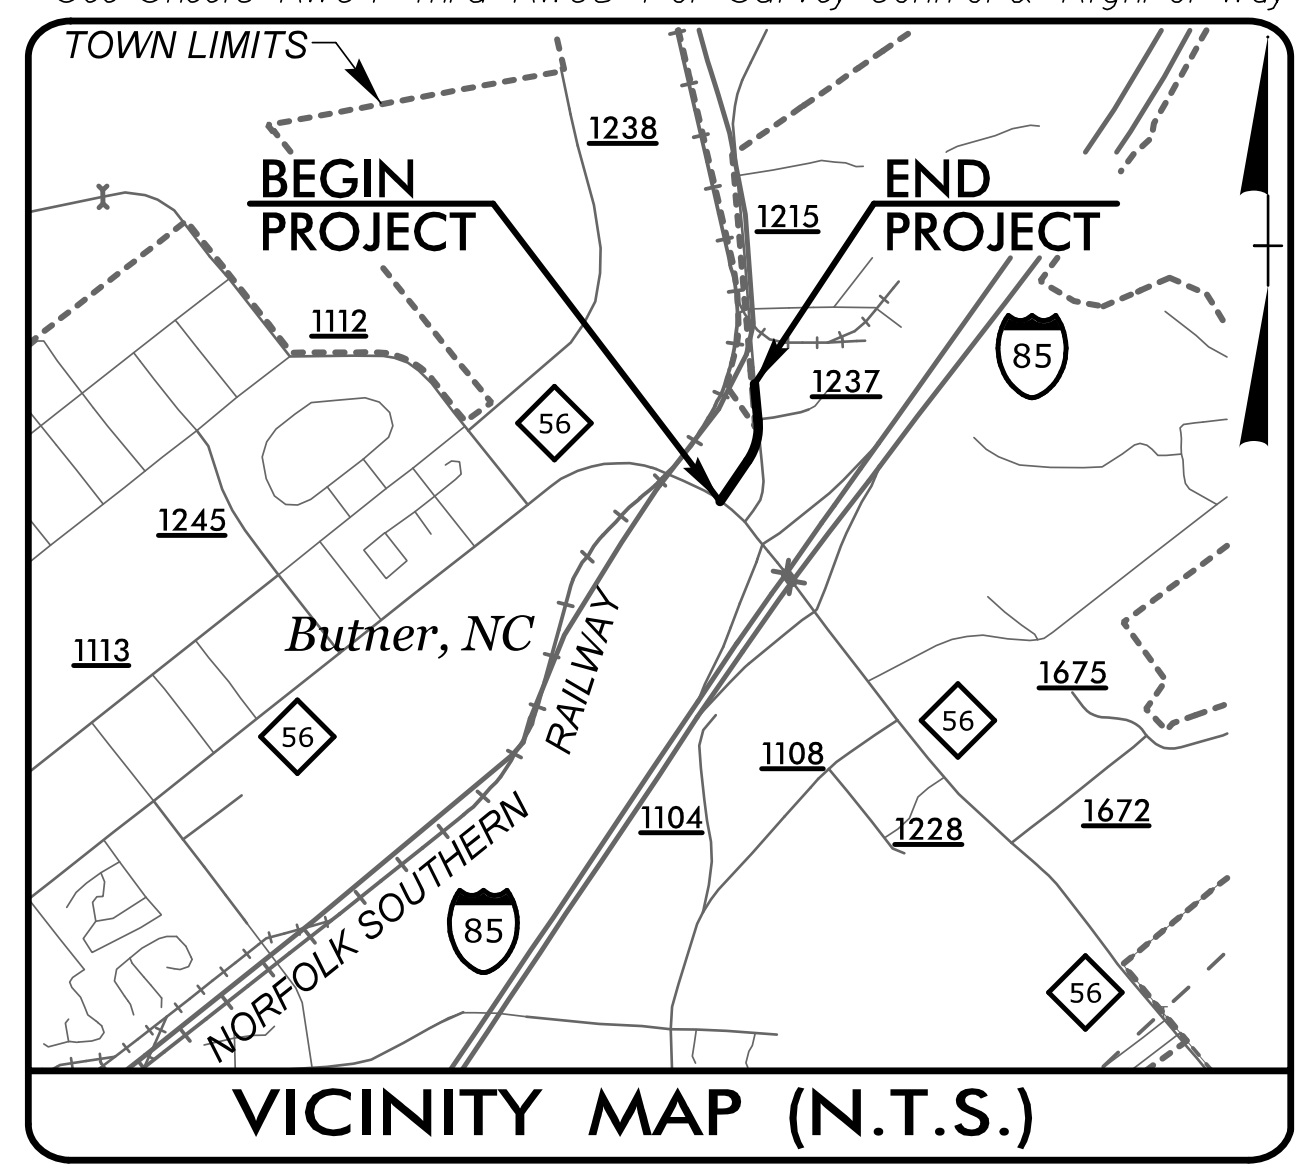 TOWN LIMITS
1238
BEGIN
PROJECT
END
PROJECT
1215
1112
85
1237
56
1245
Butner, NC
1113
RAILWAY
1675
56
56
1108
1104
1228
1672
NORFOLK SOUTHERN
85
56
VICINITY MAP (N.T.S.)